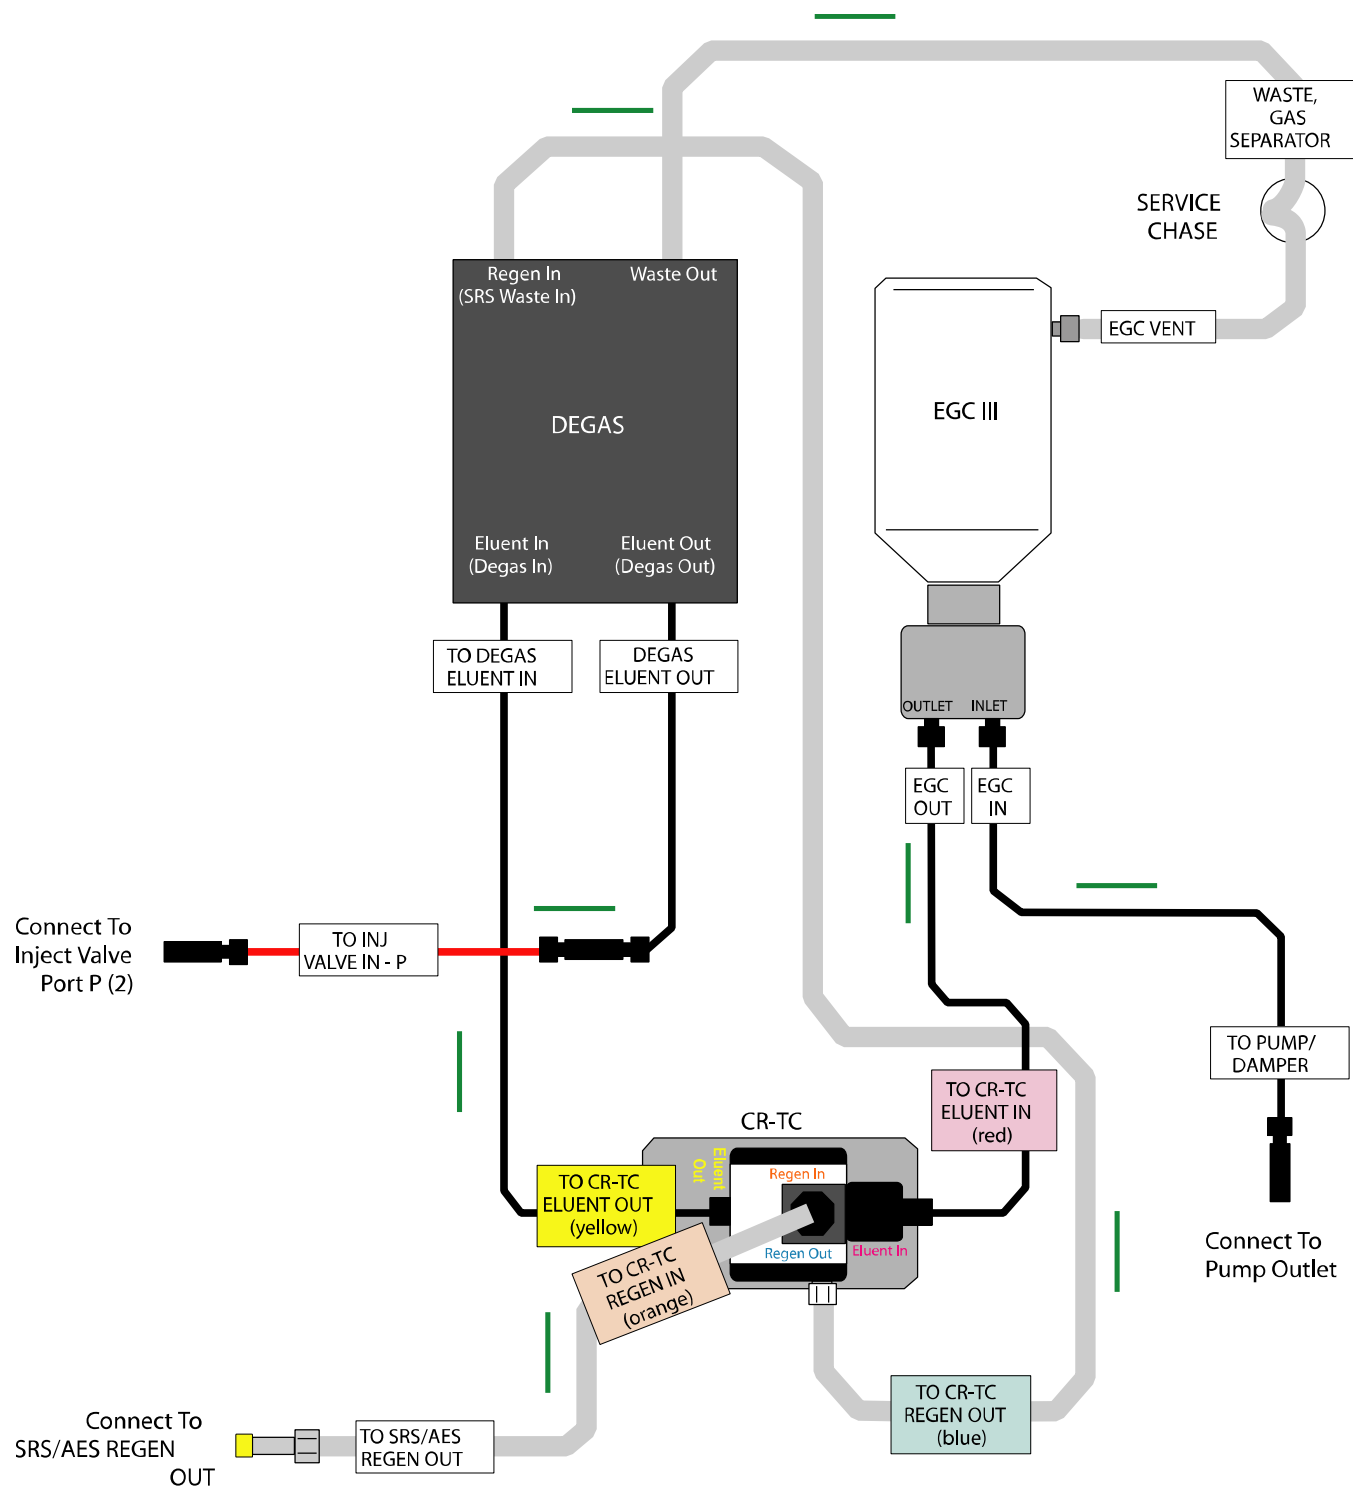 WASTE,
GAS
SEPARATOR
SERVICE
CHASE
Regen In
(SRS Waste In)
Waste Out
EGC VENT
EGC III
DEGAS
Eluent In
(Degas In)
Eluent Out
(Degas Out)
TO DEGAS
ELUENT IN
DEGAS
ELUENT OUT
OUTLET
INLET
EGC
OUT
EGC
IN
Connect To
Inject Valve
Port P (2)
TO INJ
VALVE IN - P
TO PUMP/
DAMPER
TO CR-TC
ELUENT IN
(red)
CR-TC
Eluent
Out
Regen In
TO CR-TC
ELUENT OUT
(yellow)
Regen Out
Eluent In
Connect To
Pump Outlet
TO CR-TC
REGEN IN
(orange)
TO CR-TC
REGEN OUT
(blue)
Connect To
SRS/AES REGEN
OUT
TO SRS/AES
REGEN OUT